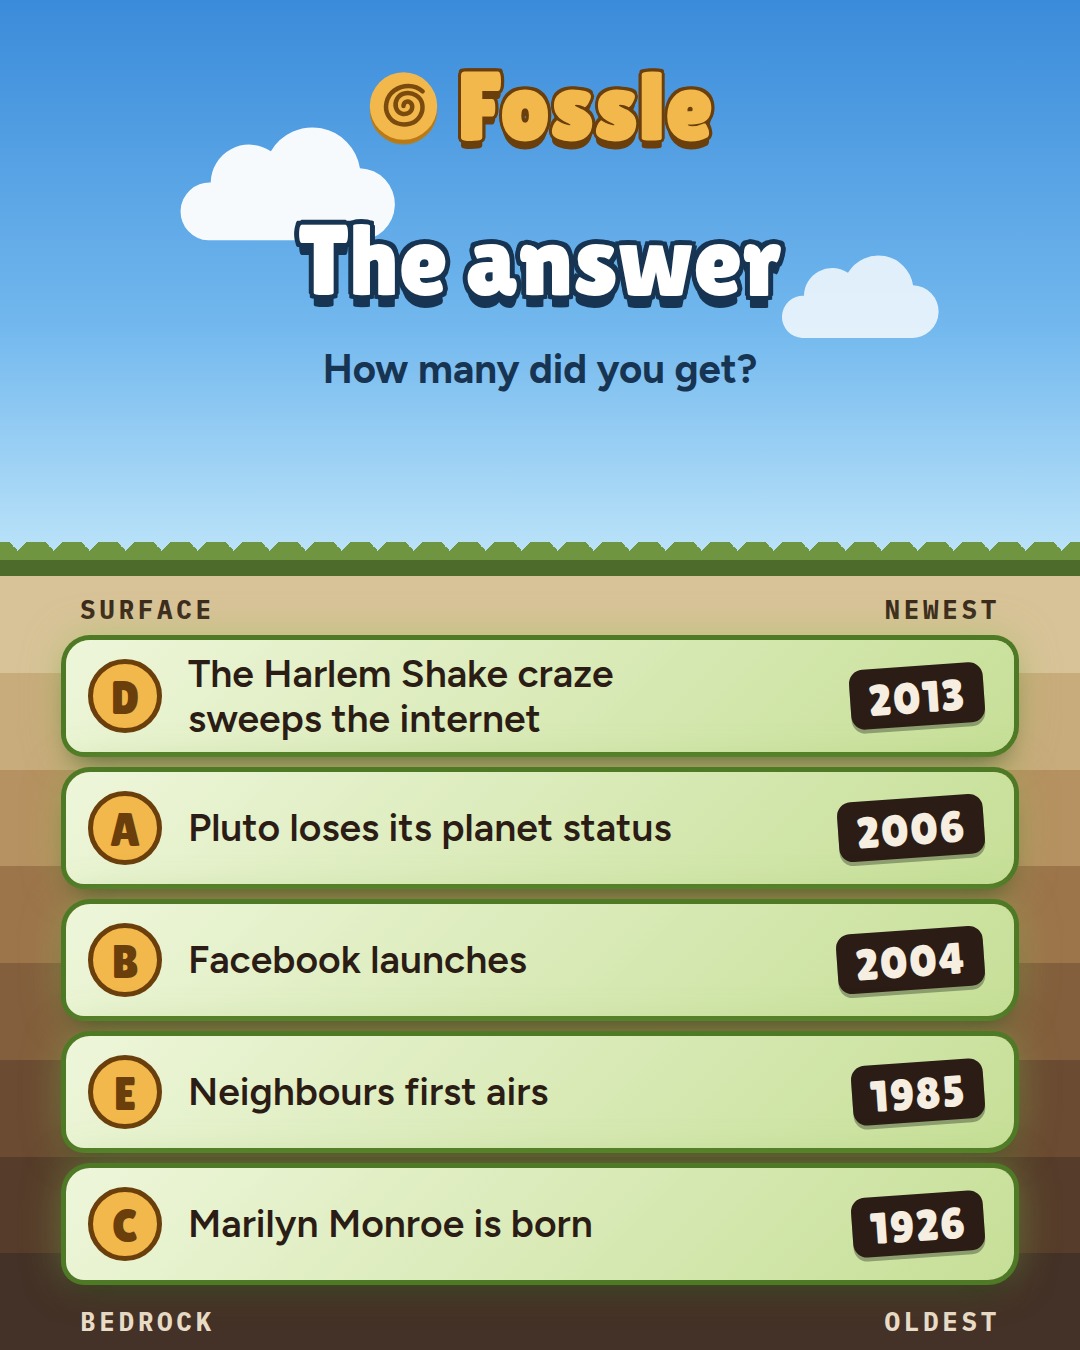 Fossle
The answer
How many did you get?
SURFACE NEWEST
D The Harlem Shake craze
sweeps the internet 2013
A Pluto loses its planet status 2006
B Facebook launches 2004
E Neighbours first airs 1985
C Marilyn Monroe is born 1926
BEDROCK OLDEST